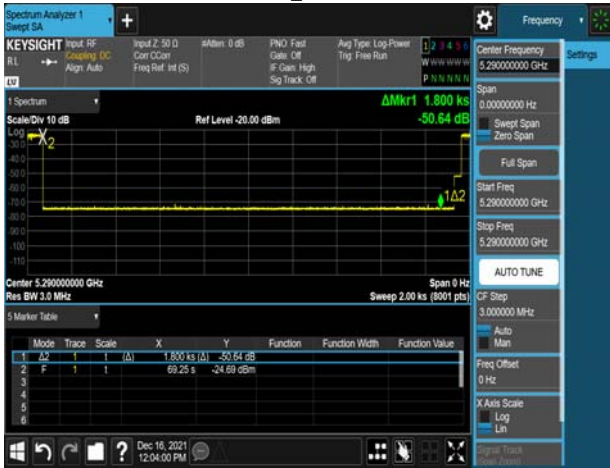 Spectrum Analyzer 1
Swept SA
+
Frequency
KEYSIGHT
RL
LXI
Input: RF
Coupling: DC
Align: Auto
Input Z: 50 Ω
Corr CCorr
Freq Ref: Int (S)
#Atten: 0 dB
PNO: Fast
Gate: Off
IF Gain: High
Sig Track: Off
Avg Type: Log-Power
Trig: Free Run
1 2 3 4 5 6
W W W W W W
P N N N N N
1 Spectrum
Scale/Div 10 dB
Ref Level -20.00 dBm
ΔMkr1 1.800 ks
-50.64 dB
Log
-30.0
-40.0
-50.0
-60.0
-70.0
-80.0
-90.0
-100
-110
X2
1Δ2
Center 5.290000000 GHz
Res BW 3.0 MHz
Span 0 Hz
Sweep 2.00 ks (8001 pts)
5 Marker Table
Mode Trace Scale X Y Function Function Width Function Value
1 Δ2 1 t (Δ) 1.800 ks (Δ) -50.64 dB
2 F 1 t 69.25 s -24.69 dBm
3
4
5
6
Dec 16, 2021
12:04:00 PM
?
Center Frequency
5.290000000 GHz
Settings
Span
0.00000000 Hz
Swept Span
Zero Span
Full Span
Start Freq
5.290000000 GHz
Stop Freq
5.290000000 GHz
AUTO TUNE
CF Step
3.000000 MHz
Auto
Man
Freq Offset
0 Hz
X Axis Scale
Log
Lin
Signal Track